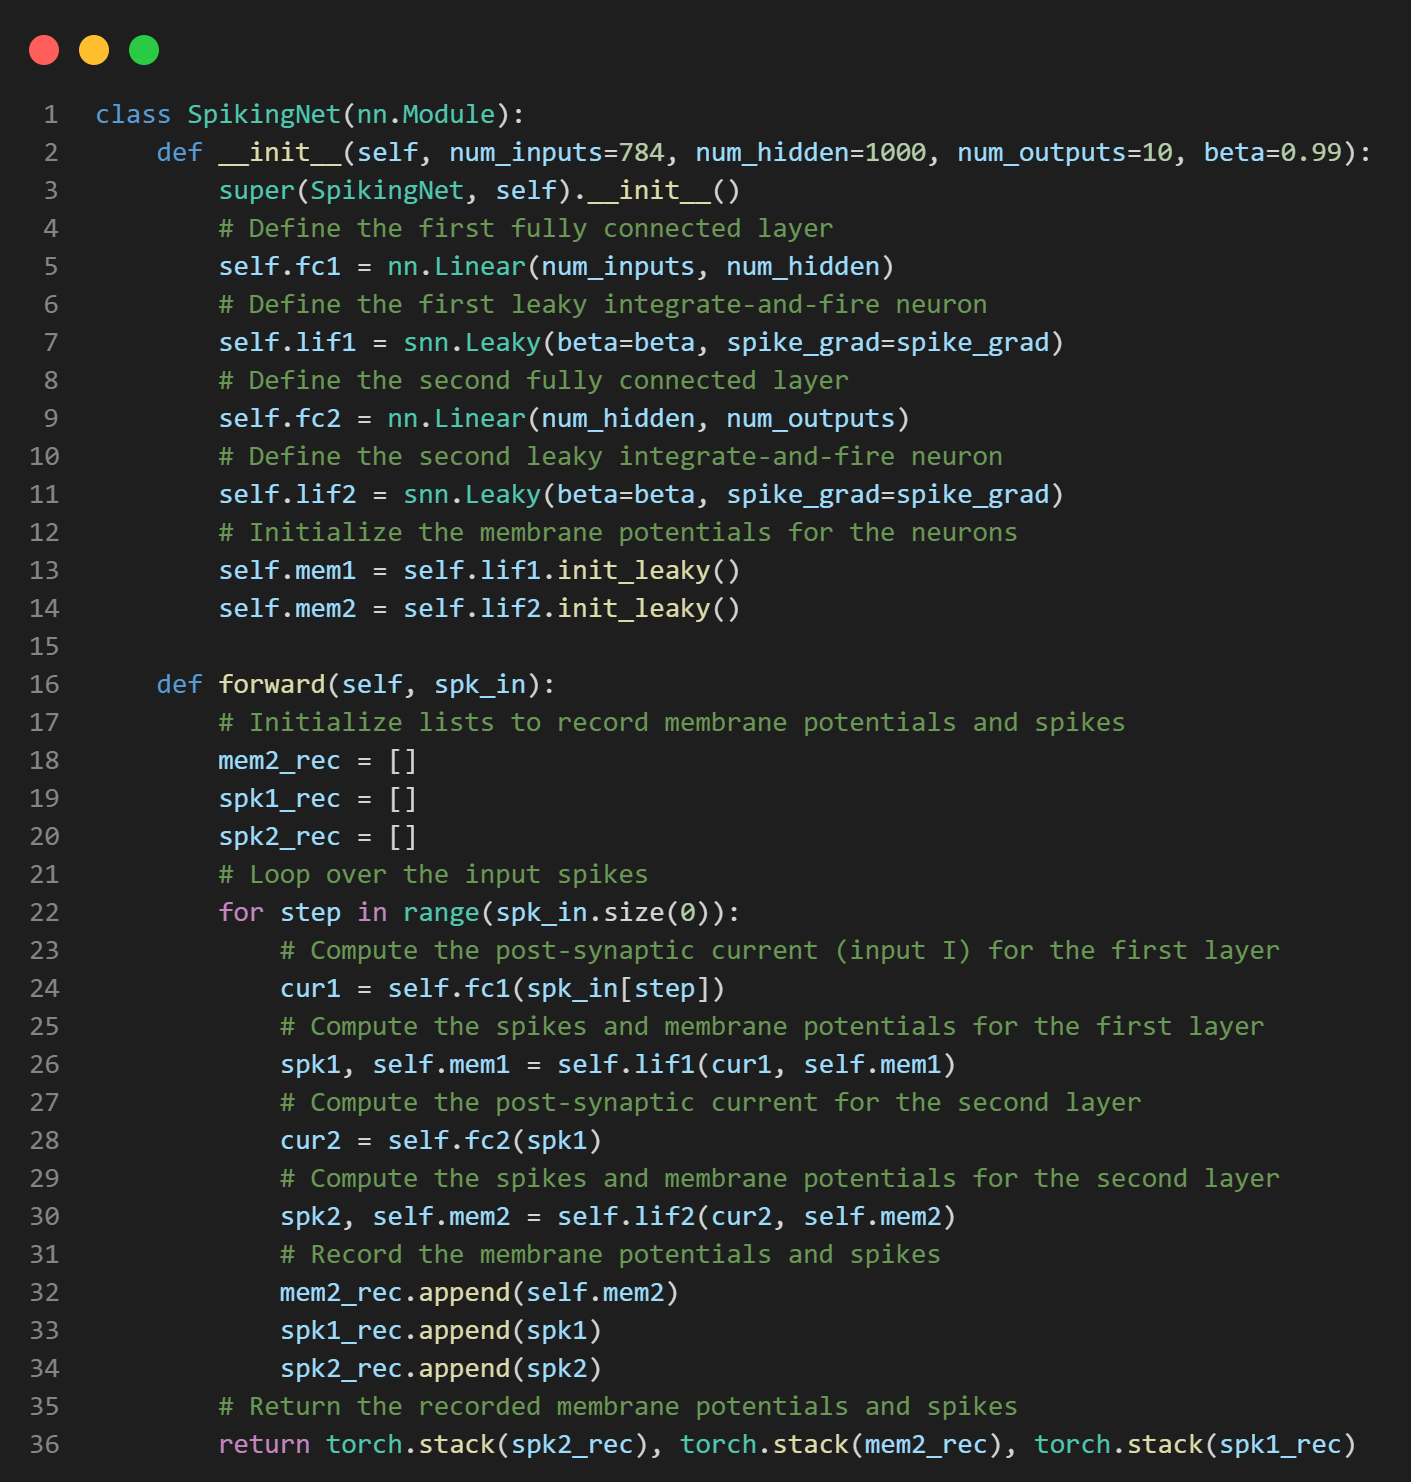 1 class SpikingNet(nn.Module):
2     def __init__(self, num_inputs=784, num_hidden=1000, num_outputs=10, beta=0.99):
3         super(SpikingNet, self).__init__()
4         # Define the first fully connected layer
5         self.fc1 = nn.Linear(num_inputs, num_hidden)
6         # Define the first leaky integrate-and-fire neuron
7         self.lif1 = snn.Leaky(beta=beta, spike_grad=spike_grad)
8         # Define the second fully connected layer
9         self.fc2 = nn.Linear(num_hidden, num_outputs)
10         # Define the second leaky integrate-and-fire neuron
11         self.lif2 = snn.Leaky(beta=beta, spike_grad=spike_grad)
12         # Initialize the membrane potentials for the neurons
13         self.mem1 = self.lif1.init_leaky()
14         self.mem2 = self.lif2.init_leaky()
15
16     def forward(self, spk_in):
17         # Initialize lists to record membrane potentials and spikes
18         mem2_rec = []
19         spk1_rec = []
20         spk2_rec = []
21         # Loop over the input spikes
22         for step in range(spk_in.size(0)):
23             # Compute the post-synaptic current (input I) for the first layer
24             cur1 = self.fc1(spk_in[step])
25             # Compute the spikes and membrane potentials for the first layer
26             spk1, self.mem1 = self.lif1(cur1, self.mem1)
27             # Compute the post-synaptic current for the second layer
28             cur2 = self.fc2(spk1)
29             # Compute the spikes and membrane potentials for the second layer
30             spk2, self.mem2 = self.lif2(cur2, self.mem2)
31             # Record the membrane potentials and spikes
32             mem2_rec.append(self.mem2)
33             spk1_rec.append(spk1)
34             spk2_rec.append(spk2)
35         # Return the recorded membrane potentials and spikes
36         return torch.stack(spk2_rec), torch.stack(mem2_rec), torch.stack(spk1_rec)